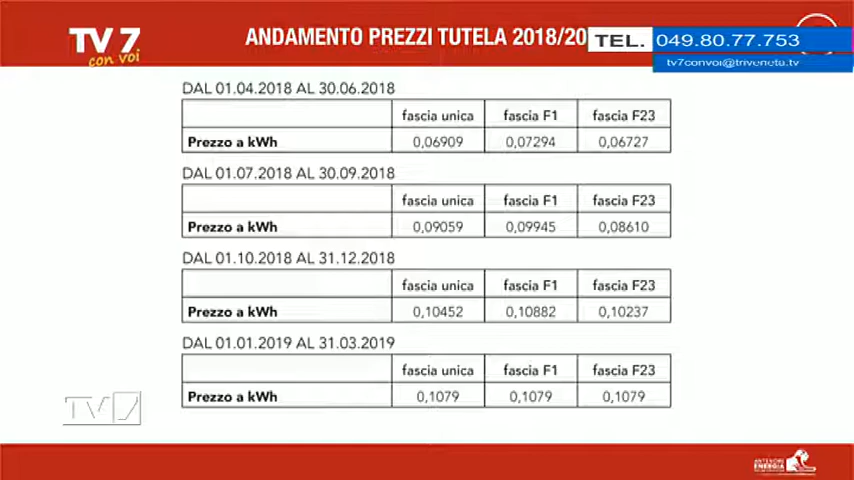 TV7
con voi
ANDAMENTO PREZZI TUTELA 2018/20
TEL. 049.80.77.753
tv7convoi@triveneta.tv
DAL 01.04.2018 AL 30.06.2018
fascia unica fascia F1 fascia F23
Prezzo a kWh 0,06909 0,07294 0,06727
DAL 01.07.2018 AL 30.09.2018
fascia unica fascia F1 fascia F23
Prezzo a kWh 0,09059 0,09945 0,08610
DAL 01.10.2018 AL 31.12.2018
fascia unica fascia F1 fascia F23
Prezzo a kWh 0,10452 0,10882 0,10237
DAL 01.01.2019 AL 31.03.2019
fascia unica fascia F1 fascia F23
Prezzo a kWh 0,1079 0,1079 0,1079
TV7
ANTENORE
ENERGIA